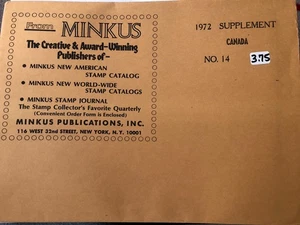 From MINKUS
The Creative & Award-Winning
Publishers of-
• MINKUS NEW AMERICAN
STAMP CATALOG
• MINKUS NEW WORLD-WIDE
STAMP CATALOGS
• MINKUS STAMP JOURNAL
The Stamp Collector's Favorite Quarterly
(Convenient Order Form is Enclosed)
MINKUS PUBLICATIONS, INC.
116 WEST 32nd STREET, NEW YORK, N.Y. 10001
1972 SUPPLEMENT
CANADA
NO. 14 3.75